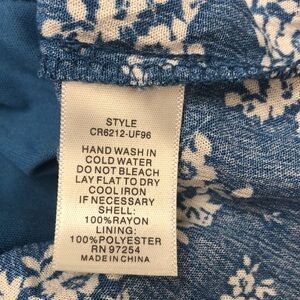 STYLE
CR6212-UF96
HAND WASH IN
COLD WATER
DO NOT BLEACH
LAY FLAT TO DRY
COOL IRON
IF NECESSARY
SHELL:
100%RAYON
LINING:
100%POLYESTER
RN 97254
MADE IN CHINA